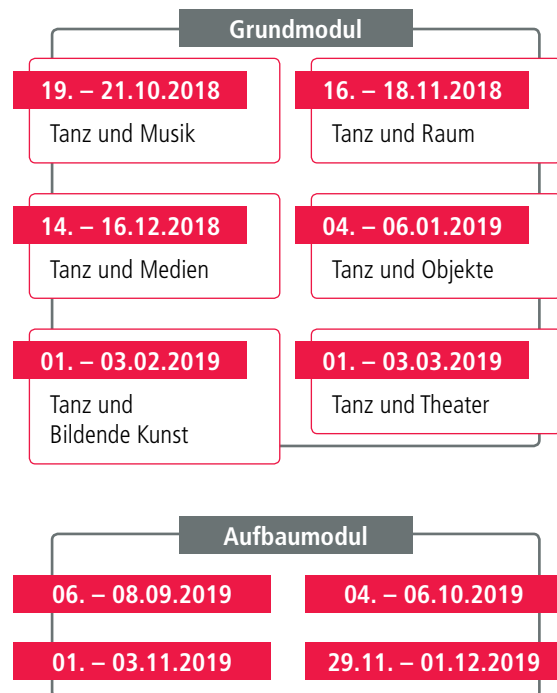 Grundmodul
19. – 21.10.2018
Tanz und Musik
16. – 18.11.2018
Tanz und Raum
14. – 16.12.2018
Tanz und Medien
04. – 06.01.2019
Tanz und Objekte
01. – 03.02.2019
Tanz und
Bildende Kunst
01. – 03.03.2019
Tanz und Theater
Aufbaumodul
06. – 08.09.2019
04. – 06.10.2019
01. – 03.11.2019
29.11. – 01.12.2019